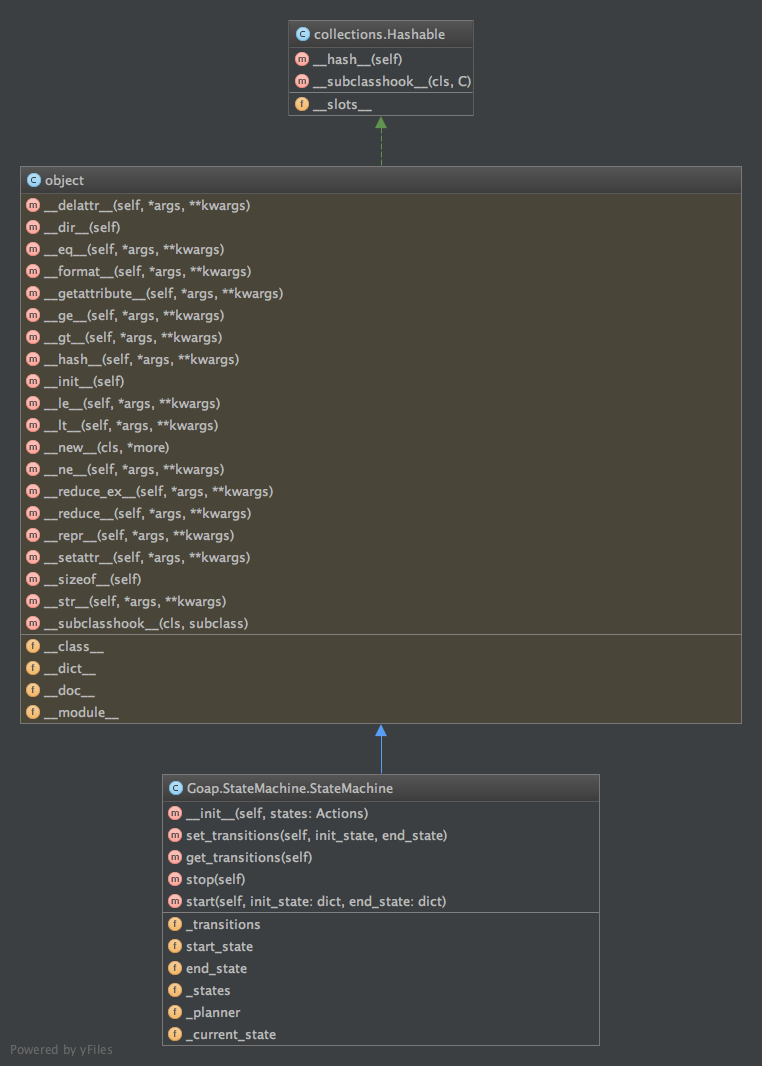 collections.Hashable
__hash__(self)
__subclasshook__(cls, C)
__slots__
object
__delattr__(self, *args, **kwargs)
__dir__(self)
__eq__(self, *args, **kwargs)
__format__(self, *args, **kwargs)
__getattribute__(self, *args, **kwargs)
__ge__(self, *args, **kwargs)
__gt__(self, *args, **kwargs)
__hash__(self, *args, **kwargs)
__init__(self)
__le__(self, *args, **kwargs)
__lt__(self, *args, **kwargs)
__new__(cls, *more)
__ne__(self, *args, **kwargs)
__reduce_ex__(self, *args, **kwargs)
__reduce__(self, *args, **kwargs)
__repr__(self, *args, **kwargs)
__setattr__(self, *args, **kwargs)
__sizeof__(self)
__str__(self, *args, **kwargs)
__subclasshook__(cls, subclass)
__class__
__dict__
__doc__
__module__
Goap.StateMachine.StateMachine
__init__(self, states: Actions)
set_transitions(self, init_state, end_state)
get_transitions(self)
stop(self)
start(self, init_state: dict, end_state: dict)
_transitions
start_state
end_state
_states
_planner
_current_state
Powered by yFiles